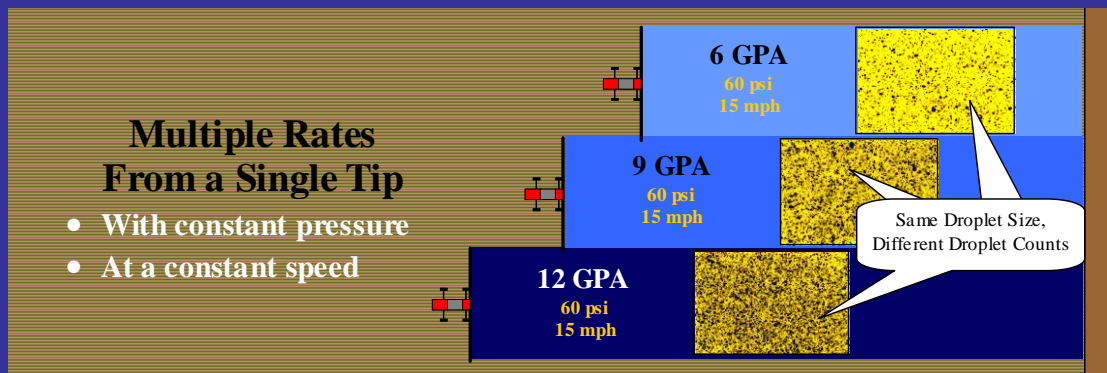 Multiple Rates
From a Single Tip
• With constant pressure
• At a constant speed
6 GPA
60 psi
15 mph
9 GPA
60 psi
15 mph
12 GPA
60 psi
15 mph
Same Droplet Size,
Different Droplet Counts